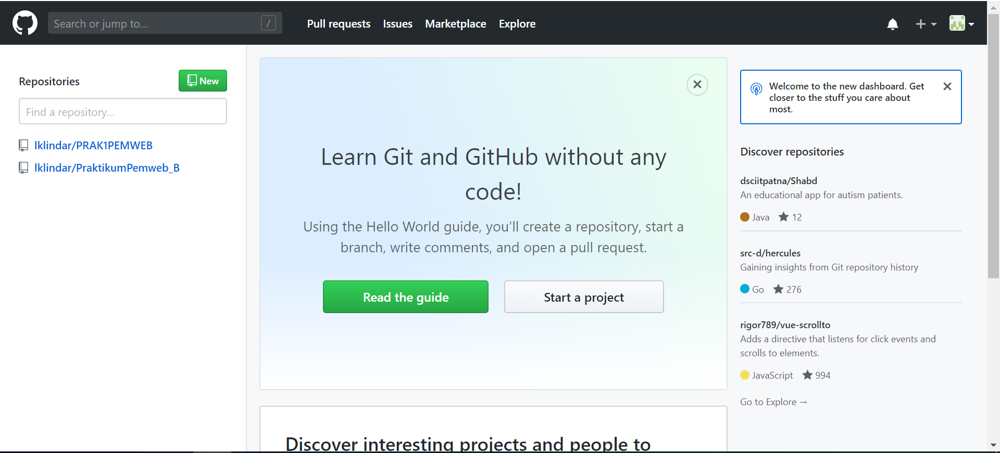 Search or jump to...
/
Pull requests
Issues
Marketplace
Explore
Repositories
New
Find a repository...
lklindar/PRAK1PEMWEB
lklindar/PraktikumPemweb_B
Learn Git and GitHub without any
code!
Using the Hello World guide, you’ll create a repository, start a
branch, write comments, and open a pull request.
Read the guide
Start a project
Discover interesting projects and people to
Welcome to the new dashboard. Get
closer to the stuff you care about
most.
Discover repositories
dsciitpatna/Shabd
An educational app for autism patients.
Java 12
src-d/hercules
Gaining insights from Git repository history
Go 276
rigor789/vue-scrollto
Adds a directive that listens for click events and
scrolls to elements.
JavaScript 994
Go to Explore →